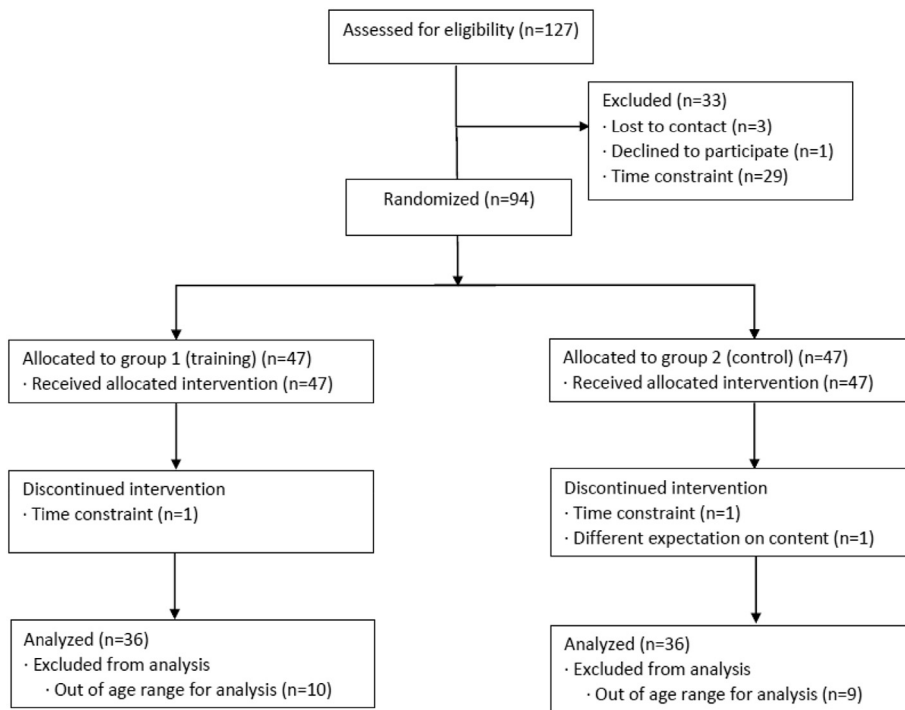 Assessed for eligibility (n=127)
Excluded (n=33)
· Lost to contact (n=3)
· Declined to participate (n=1)
· Time constraint (n=29)
Randomized (n=94)
Allocated to group 1 (training) (n=47)
· Received allocated intervention (n=47)
Allocated to group 2 (control) (n=47)
· Received allocated intervention (n=47)
Discontinued intervention
· Time constraint (n=1)
Discontinued intervention
· Time constraint (n=1)
· Different expectation on content (n=1)
Analyzed (n=36)
· Excluded from analysis
· Out of age range for analysis (n=10)
Analyzed (n=36)
· Excluded from analysis
· Out of age range for analysis (n=9)